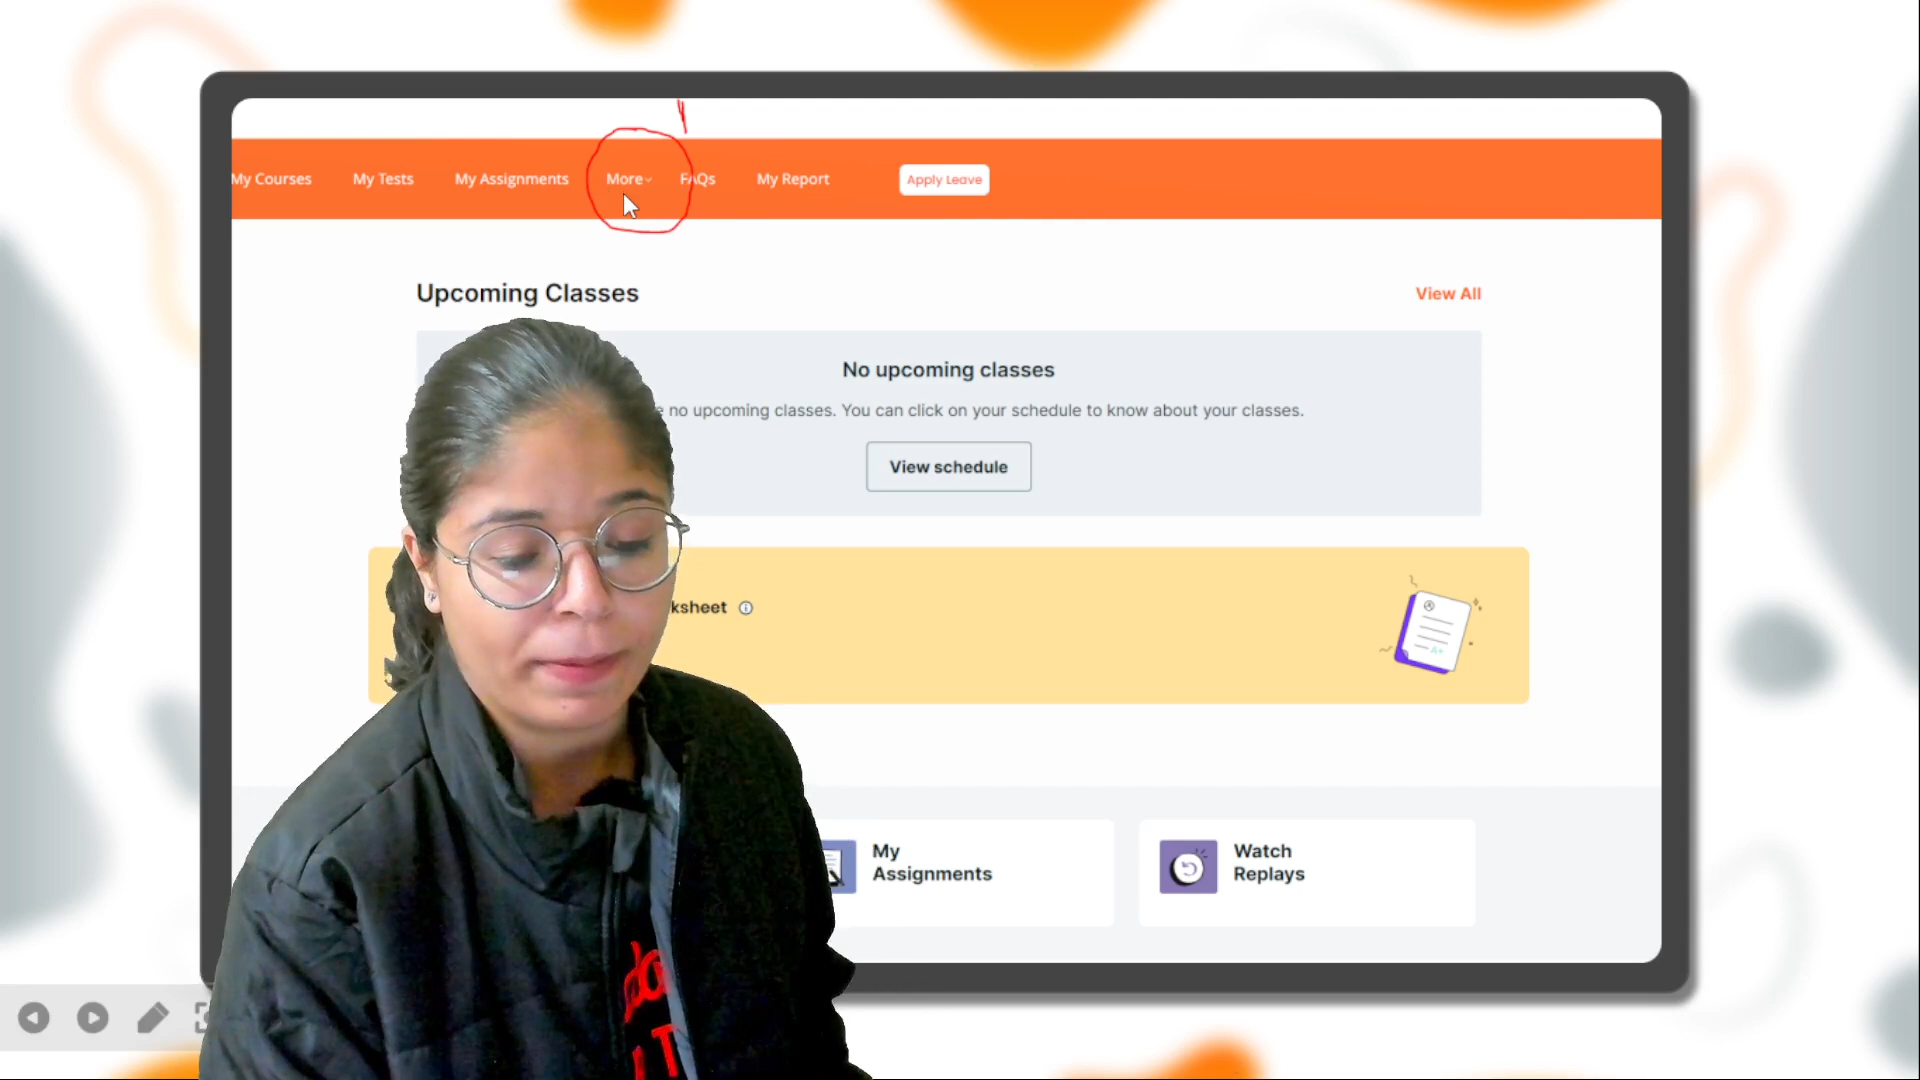 My Courses My Tests My Assignments More FAQs My Report Apply Leave
Upcoming Classes View All
No upcoming classes
no upcoming classes. You can click on your schedule to know about your classes.
View schedule
ksheet
A+
My
Assignments
Watch
Replays